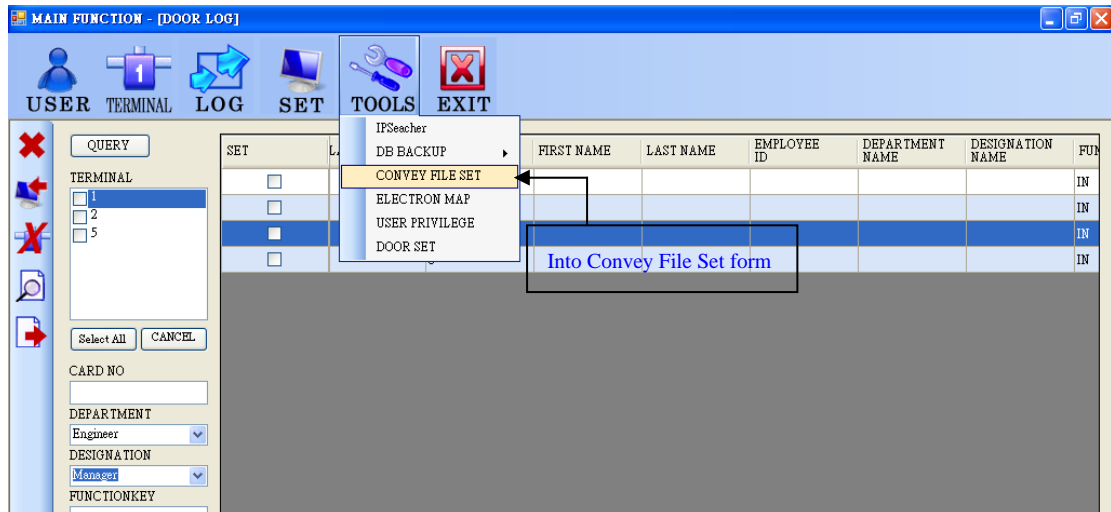 MAIN FUNCTION - [DOOR LOG]
1
USER TERMINAL LOG SET TOOLS EXIT
IPSeacher
DB BACKUP
CONVEY FILE SET
ELECTRON MAP
USER PRIVILEGE
DOOR SET
QUERY
TERMINAL
1
2
5
Select All CANCEL
CARD NO
DEPARTMENT
Engineer
DESIGNATION
Manager
FUNCTIONKEY
SET FIRST NAME LAST NAME EMPLOYEE ID DEPARTMENT NAME DESIGNATION NAME
IN
IN
IN
IN
Into Convey File Set form